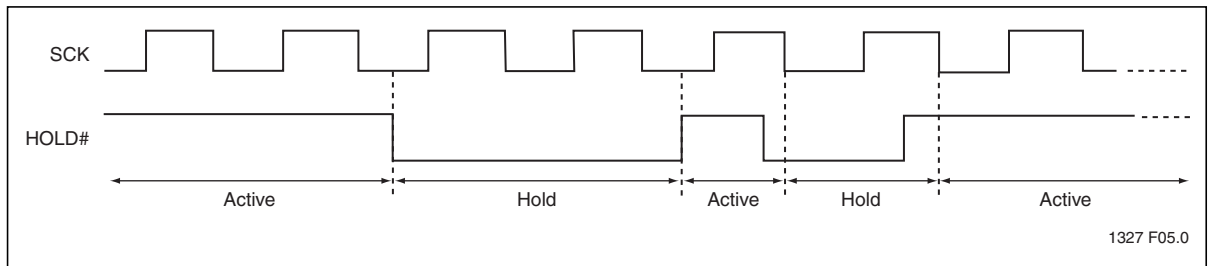 SCK
HOLD#
Active
Hold
Active
Hold
Active
1327 F05.0